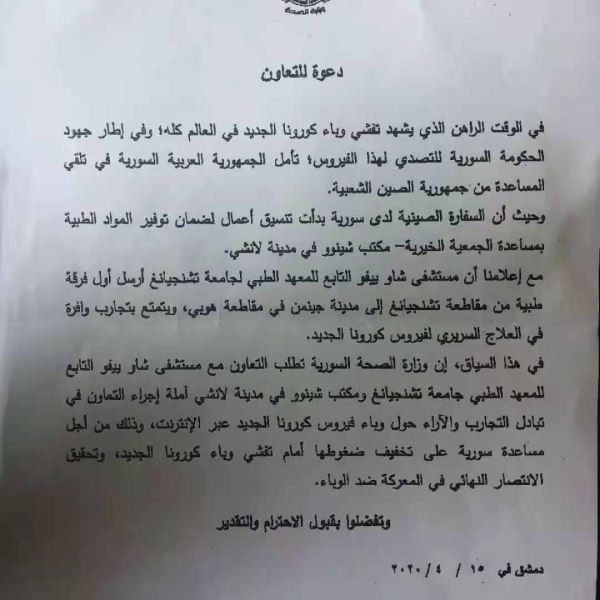 وزارة الصحة
دعوة للتعاون
في الوقت الراهن الذي يشهد تفشي وباء كورونا الجديد في العالم كله؛ وفي إطار جهود
الحكومة السورية للتصدي لهذا الفيروس؛ تأمل الجمهورية العربية السورية في تلقي
المساعدة من جمهورية الصين الشعبية.
وحيث أن السفارة الصينية لدى سورية بدأت تنسيق أعمال لضمان توفير المواد الطبية
بمساعدة الجمعية الخيرية– مكتب شينوو في مدينة لانشي.
مع إعلامنا أن مستشفى شاو ييفو التابع للمعهد الطبي لجامعة تشنجيانغ أرسل أول فرقة
طبية من مقاطعة تشنجيانغ إلى مدينة جينمن في مقاطعة هوبي، ويتمتع بتجارب وافرة
في العلاج السريري لفيروس كورونا الجديد.
في هذا السياق، إن وزارة الصحة السورية تطلب التعاون مع مستشفى شاو ييفو التابع
للمعهد الطبي جامعة تشنجيانغ ومكتب شينوو في مدينة لانشي آملة إجراء التعاون في
تبادل التجارب والآراء حول وباء فيروس كورونا الجديد عبر الإنترنت، وذلك من أجل
مساعدة سورية على تخفيف ضغوطها أمام تفشي وباء كورونا الجديد، وتحقيق
الانتصار النهائي في المعركة ضد الوباء.
وتفضلوا بقبول الاحترام والتقدير
دمشق في ١٥ / ٤ / ٢٠٢٠